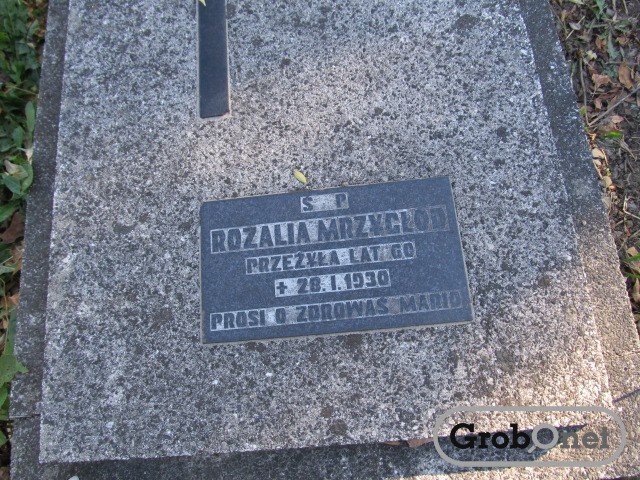 Ś P
ROZALIA MRZYGŁÓD
PRZEŻYŁA LAT 60
+ 28.I.1930
PROSI O ZDROWAŚ MARIO
GrobOnet